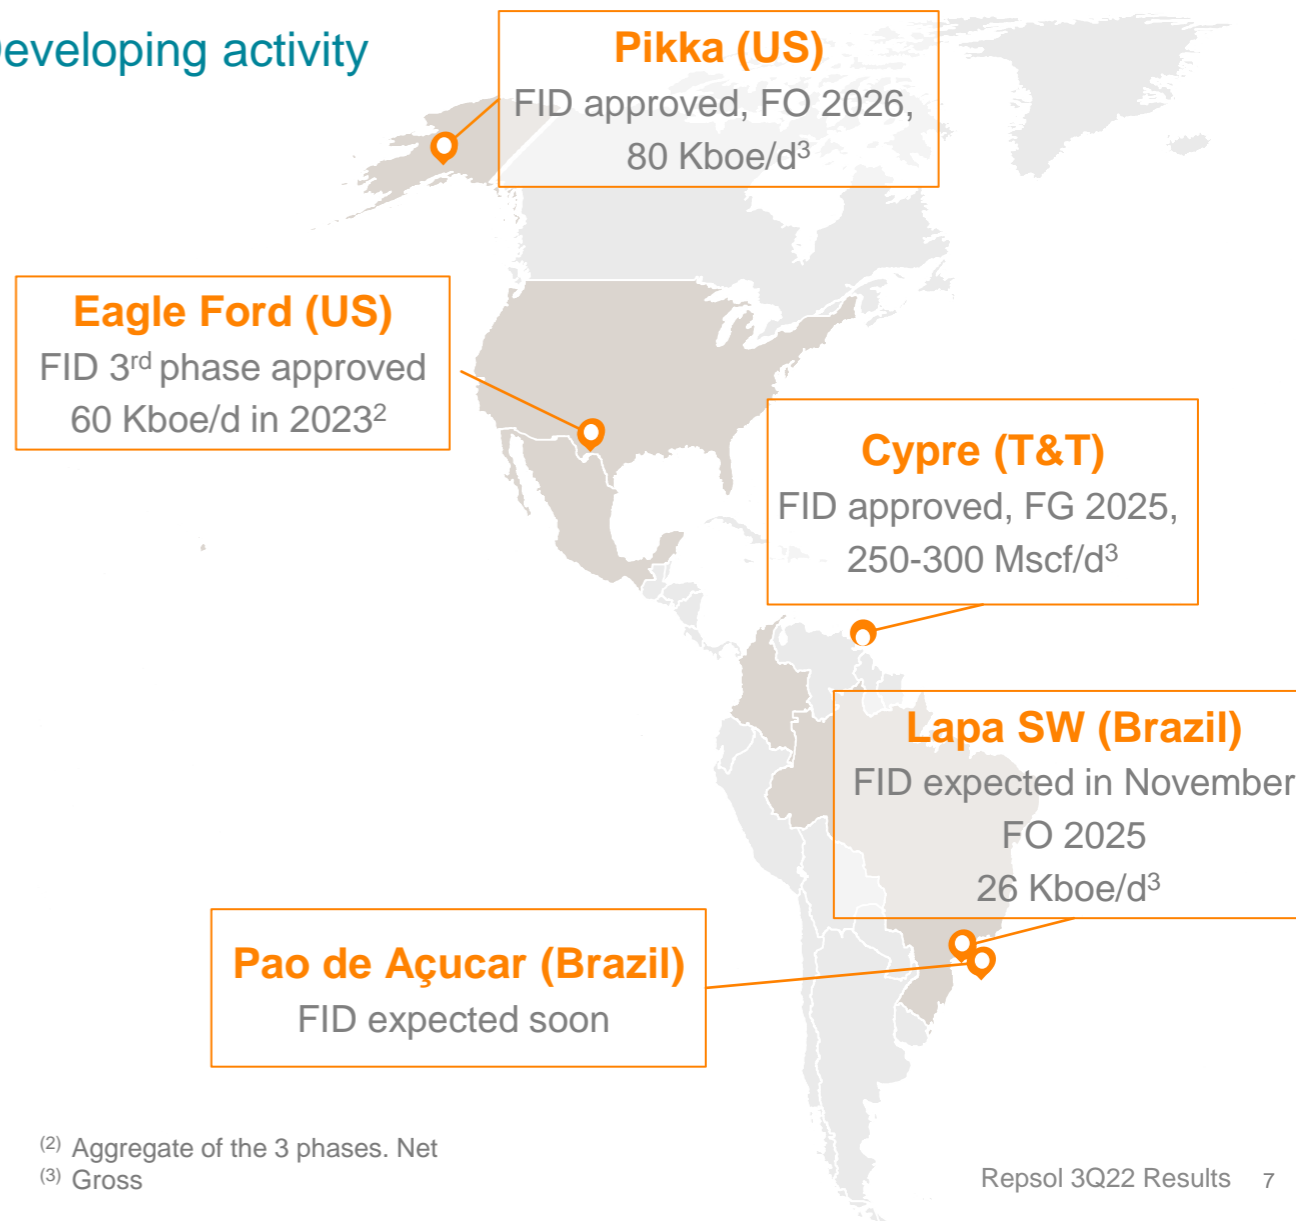 Developing activity
Pikka (US)
FID approved, FO 2026,
80 Kboe/d³
Eagle Ford (US)
FID 3rd phase approved
60 Kboe/d in 2023²
Cypre (T&T)
FID approved, FG 2025,
250-300 Mscf/d³
Lapa SW (Brazil)
FID expected in November
FO 2025
26 Kboe/d³
Pao de Açucar (Brazil)
FID expected soon
(2) Aggregate of the 3 phases. Net
(3) Gross
Repsol 3Q22 Results 7